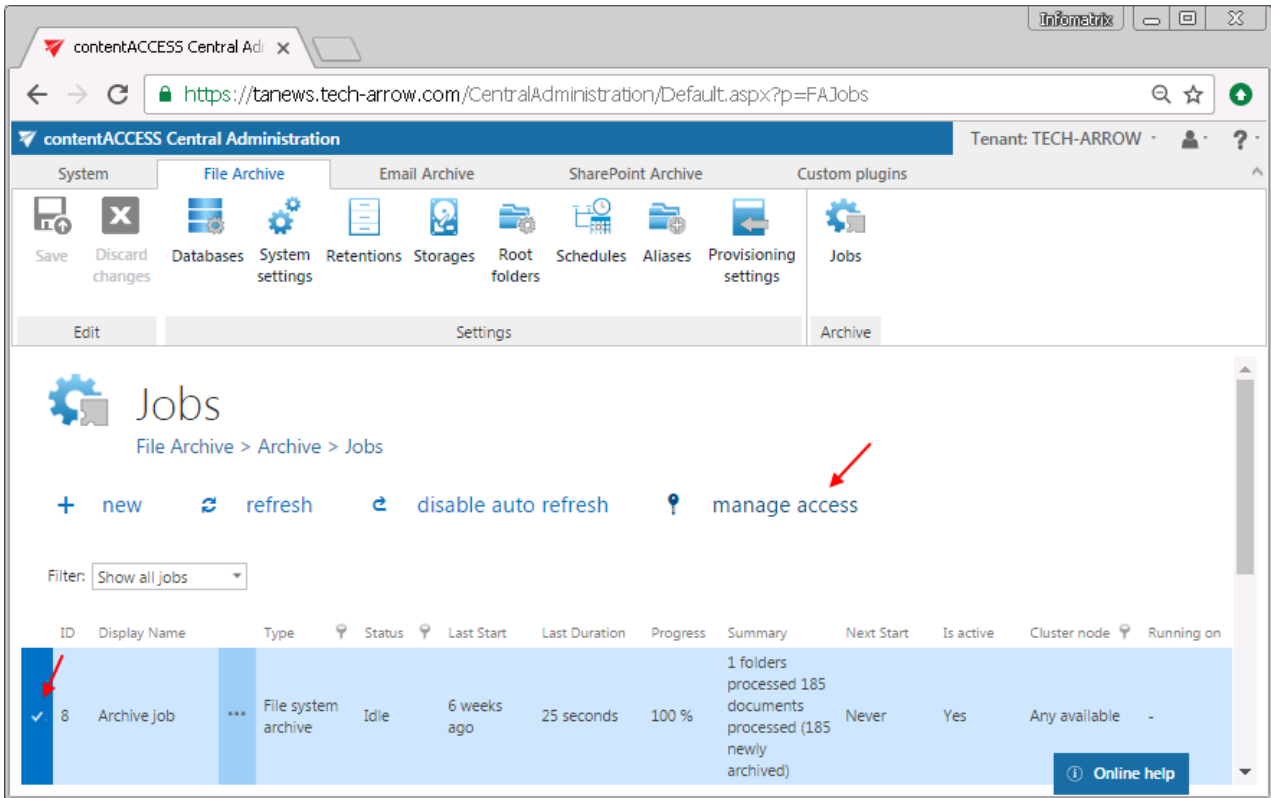 Infomatrix
contentACCESS Central Adr
https://tanews.tech-arrow.com/CentralAdministration/Default.aspx?p=FAJobs
contentACCESS Central Administration
Tenant: TECH-ARROW
?
System
File Archive
Email Archive
SharePoint Archive
Custom plugins
Save
Discard
changes
Databases
System
settings
Retentions
Storages
Root
folders
Schedules
Aliases
Provisioning
settings
Jobs
Edit
Settings
Archive
Jobs
File Archive > Archive > Jobs
+ new
refresh
disable auto refresh
manage access
Filter: Show all jobs
ID Display Name Type Status Last Start Last Duration Progress Summary Next Start Is active Cluster node Running on
8
Archive job
...
File system
archive
Idle
6 weeks
ago
25 seconds
100 %
1 folders
processed 185
documents
processed (185
newly
archived)
Never
Yes
Any available
-
Online help